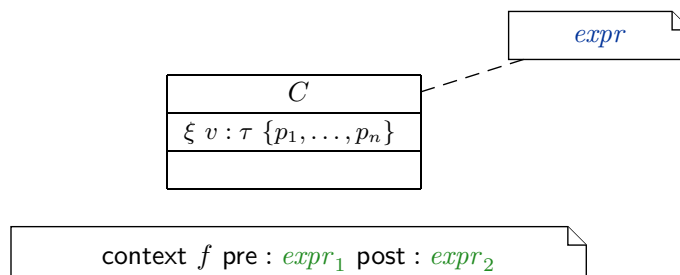 expr
C
ξ v : τ {p₁, . . . , pₙ}
context f pre : expr₁ post : expr₂